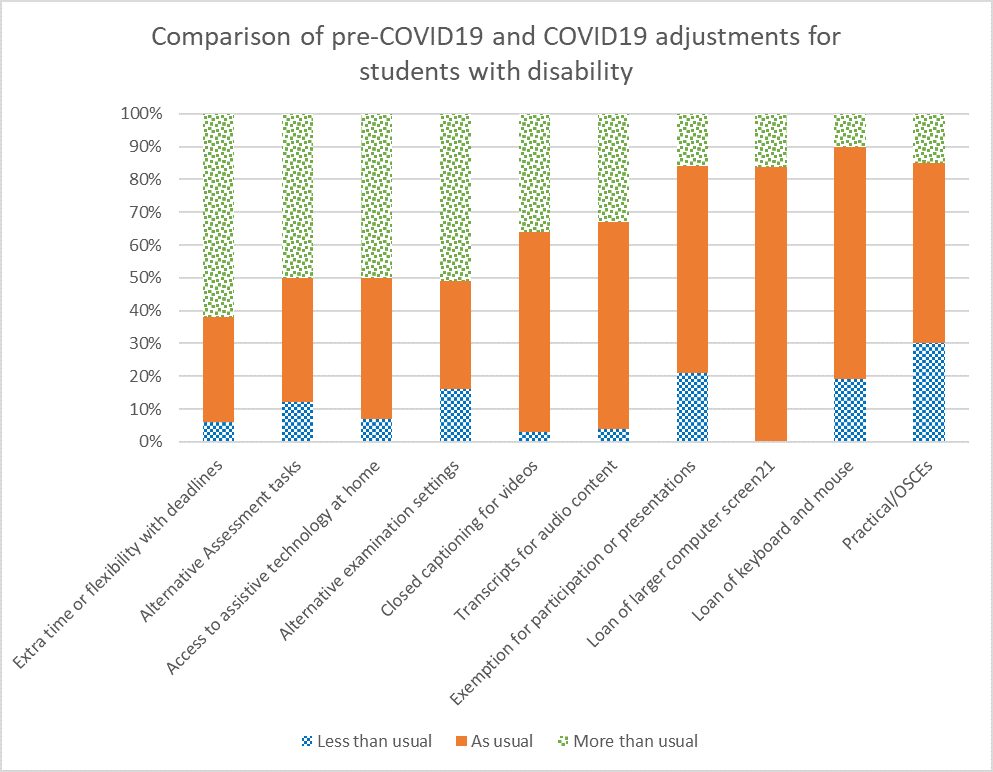 Comparison of pre-COVID19 and COVID19 adjustments for
students with disability
100%
90%
80%
70%
60%
50%
40%
30%
20%
10%
0%
Extra time or flexibility with deadlines
Alternative Assessment tasks
Access to assistive technology at home
Alternative examination settings
Closed captioning for videos
Transcripts for audio content
Exemption for participation or presentations
Loan of larger computer screen21
Loan of keyboard and mouse
Practical/OSCEs
Less than usual
As usual
More than usual